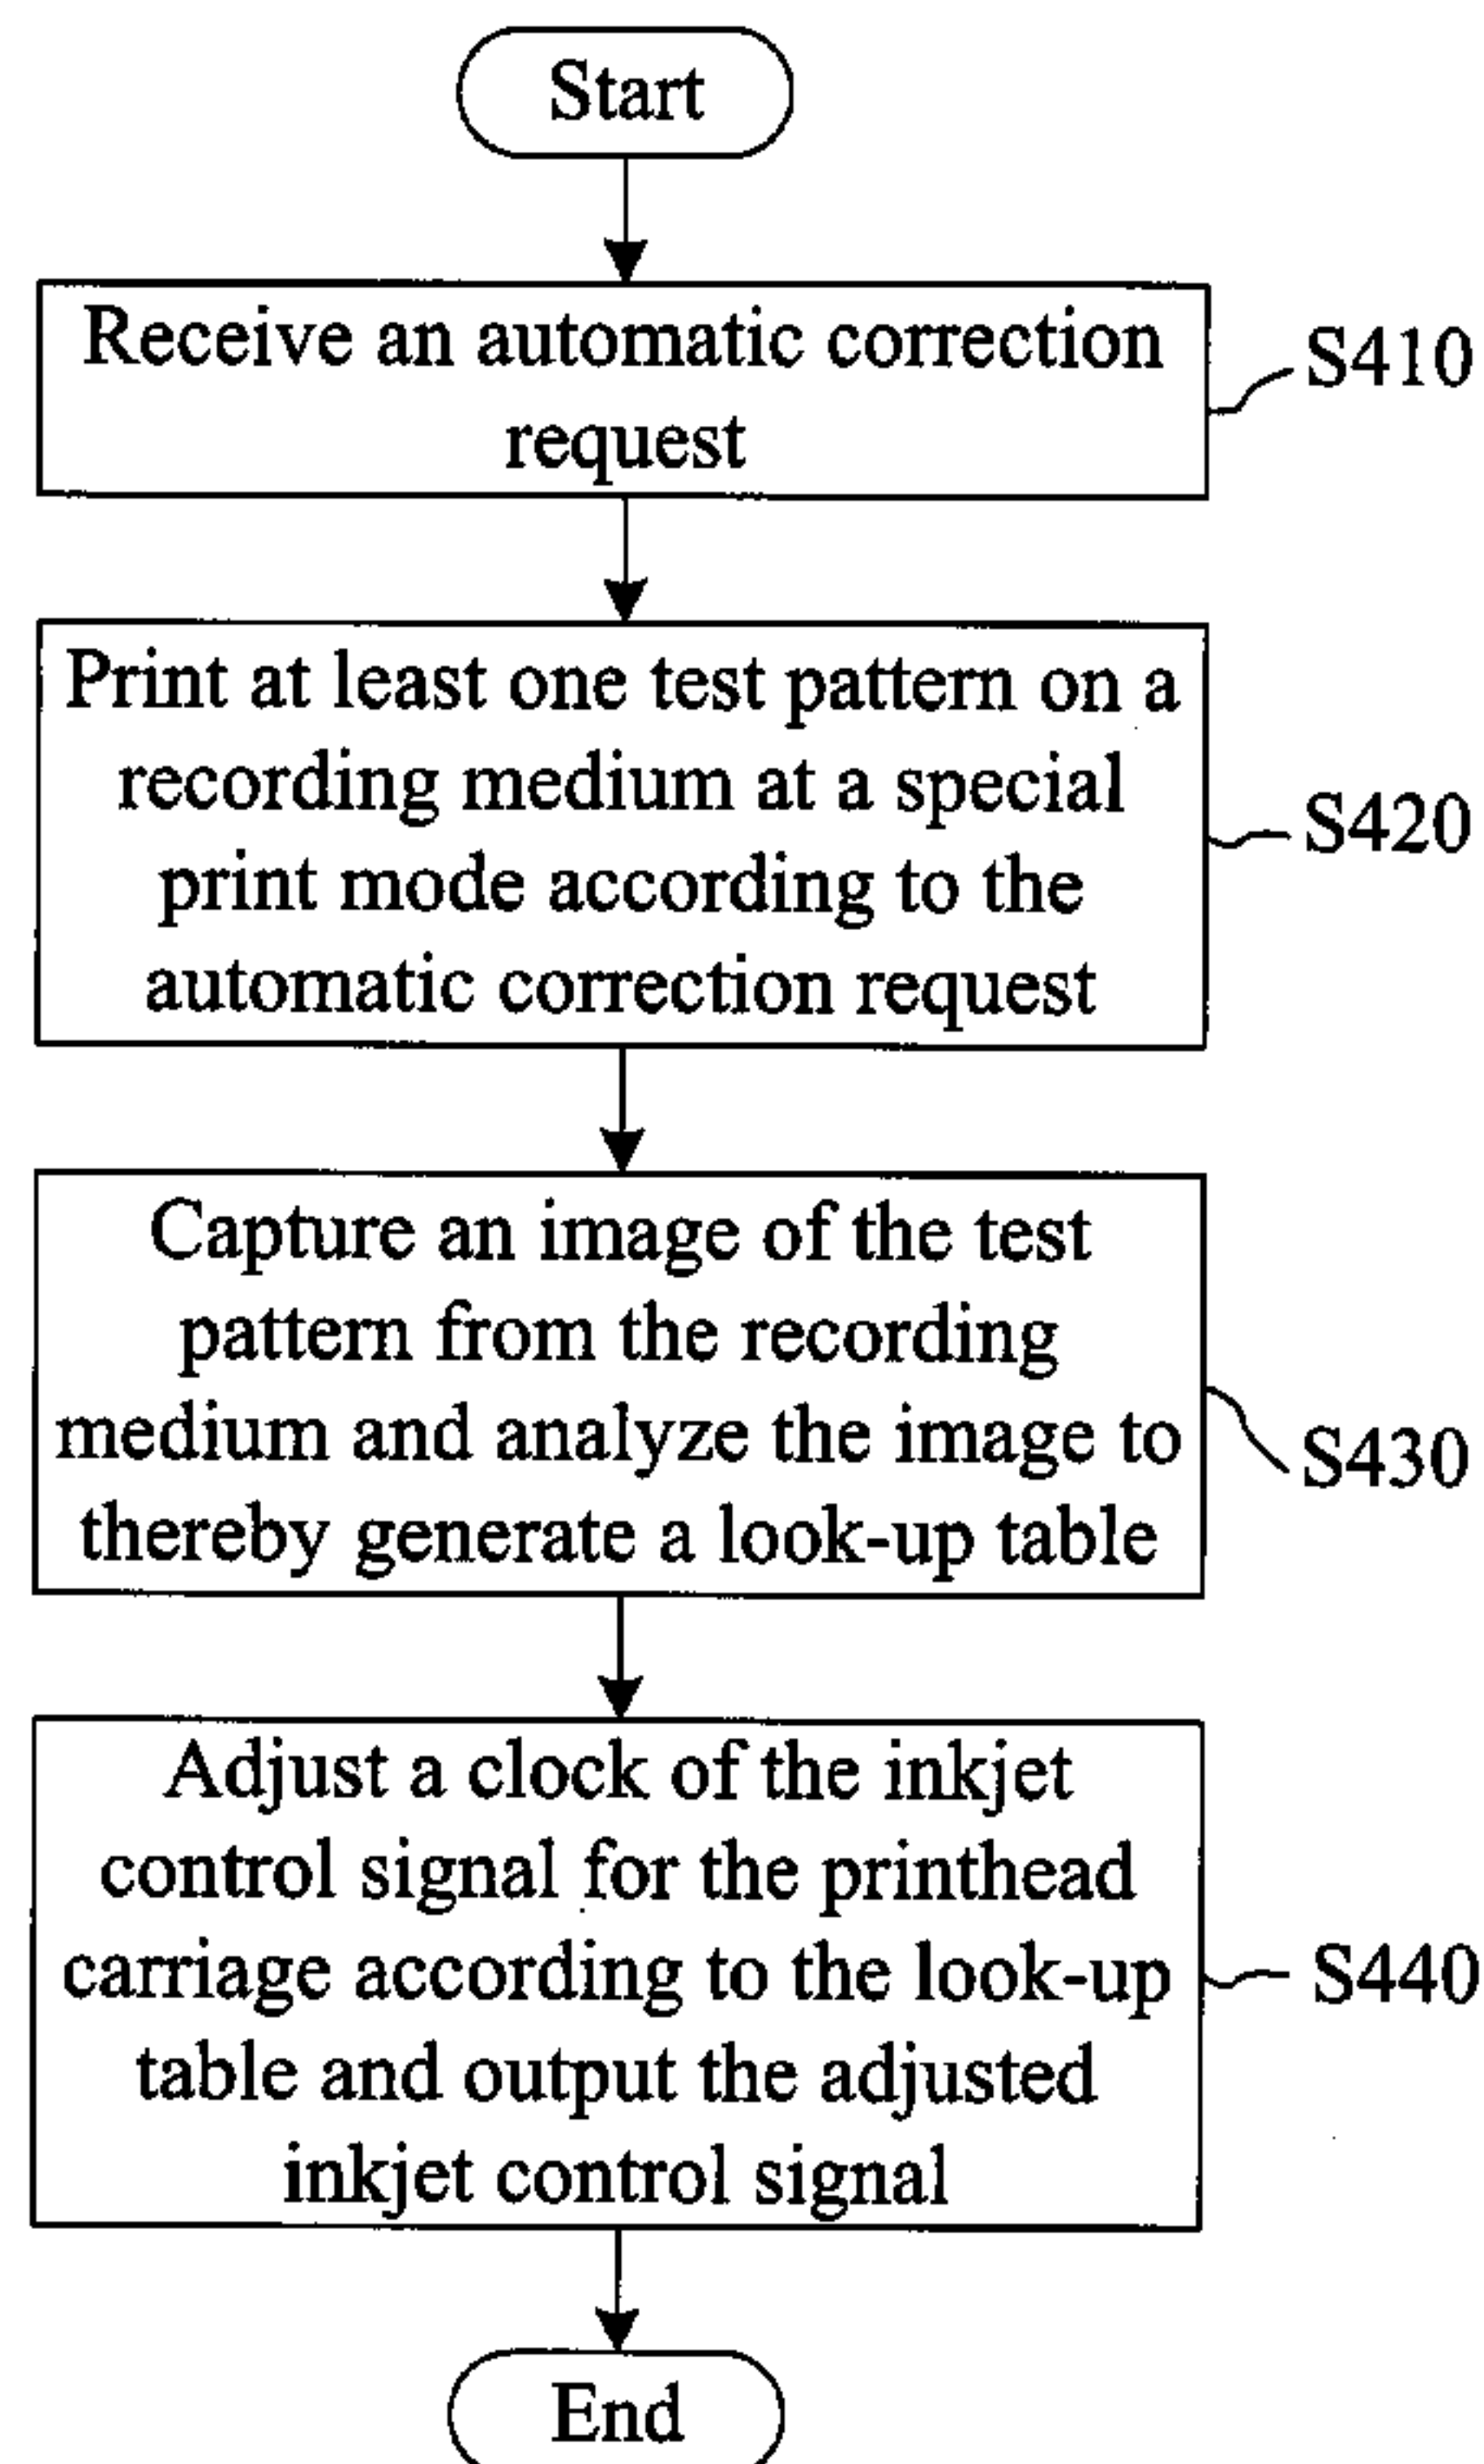 Start
Receive an automatic correction
request
S410
Print at least one test pattern on a
recording medium at a special
print mode according to the
automatic correction request
S420
Capture an image of the test
pattern from the recording
medium and analyze the image to
thereby generate a look-up table
S430
Adjust a clock of the inkjet
control signal for the printhead
carriage according to the look-up
table and output the adjusted
inkjet control signal
S440
End